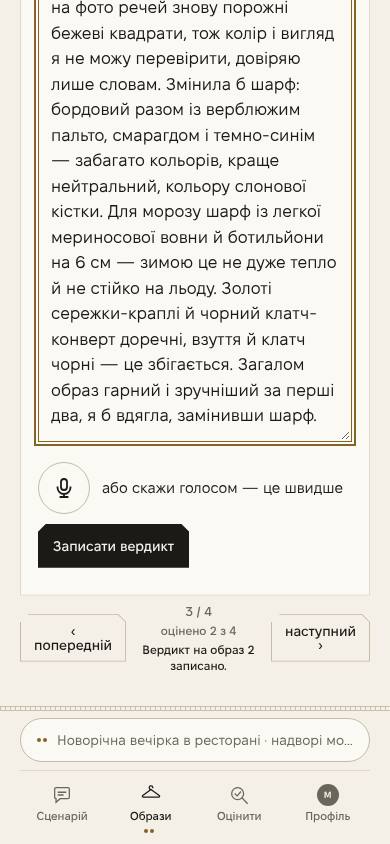 на фото речей знову порожні
бежеві квадрати, тож колір і вигляд
я не можу перевірити, довіряю
лише словам. Змінила б шарф:
бордовий разом із верблюжим
пальто, смарагдом і темно-синім
— забагато кольорів, краще
нейтральний, кольору слонової
кістки. Для морозу шарф із легкої
мериносової вовни й ботильйони
на 6 см — зимою це не дуже тепло
й не стійко на льоду. Золоті
сережки-краплі й чорний клатч-
конверт доречні, взуття й клатч
чорні — це збігається. Загалом
образ гарний і зручніший за перші
два, я б вдягла, замінивши шарф.
або скажи голосом — це швидше
Записати вердикт
‹
попередній
3 / 4
оцінено 2 з 4
Вердикт на образ 2
записано.
наступний
›
Новорічна вечірка в ресторані · надворі мо…
Сценарій
Образи
Оцінити
М
Профіль